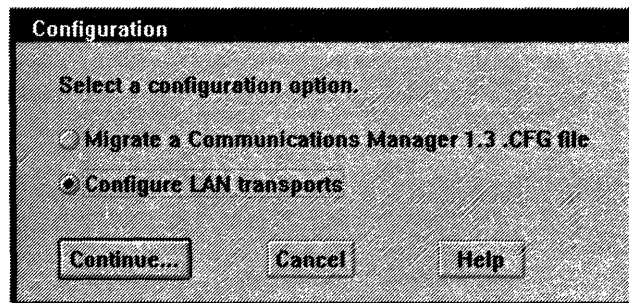 Configuration
Select a configuration option.
Migrate a Communications Manager 1.3 .CFG file
Configure LAN transports
Continue... Cancel Help